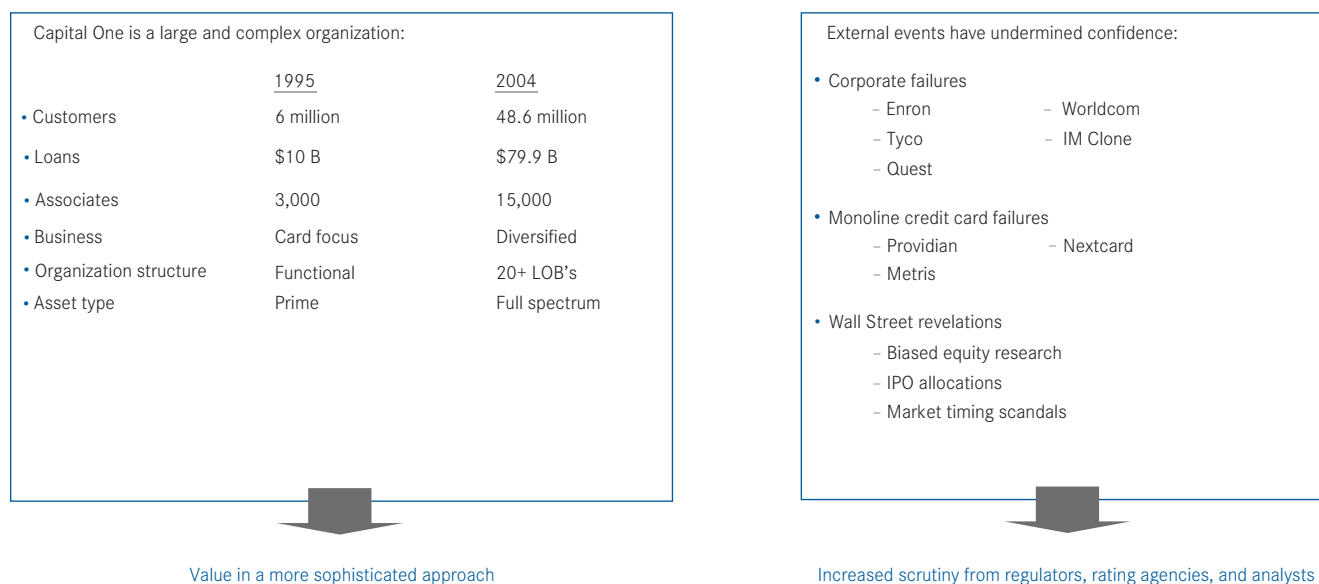 Capital One is a large and complex organization:
1995 2004
• Customers 6 million 48.6 million
• Loans $10 B $79.9 B
• Associates 3,000 15,000
• Business Card focus Diversified
• Organization structure Functional 20+ LOB's
• Asset type Prime Full spectrum
Value in a more sophisticated approach
External events have undermined confidence:
• Corporate failures
– Enron – Worldcom
– Tyco – IM Clone
– Quest
• Monoline credit card failures
– Providian – Nextcard
– Metris
• Wall Street revelations
– Biased equity research
– IPO allocations
– Market timing scandals
Increased scrutiny from regulators, rating agencies, and analysts